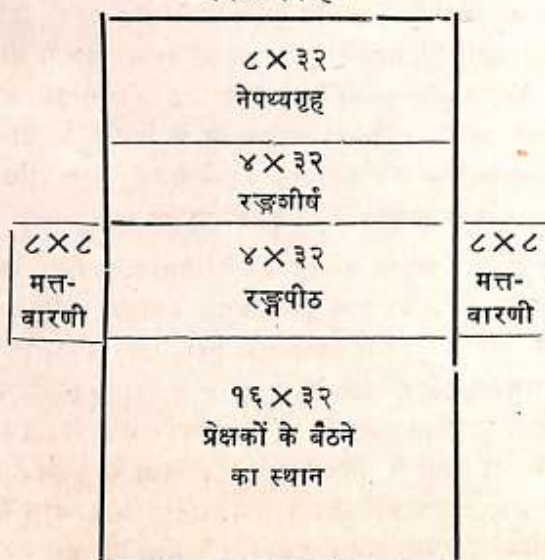 ८ × ३२
नेपथ्यगृह
४ × ३२
रङ्गशीर्ष
८ × ८
मत्त-
वारणी
४ × ३२
रङ्गपीठ
८ × ८
मत्त-
वारणी
१६ × ३२
प्रेक्षकों के बैठने
का स्थान